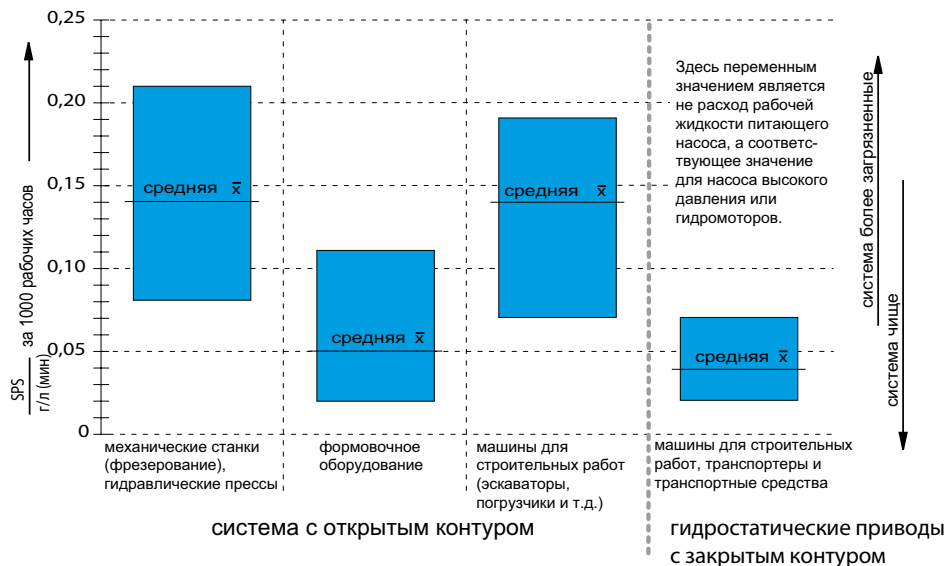 0,25
0,20
0,15
0,10
0,05
0
SPS
г/л (мин)
за 1000 рабочих часов
средняя x̅
средняя x̅
средняя x̅
средняя x̅
Здесь переменным
значением является
не расход рабочей
жидкости питающего
насоса, а соответс-
твующее значение
для насоса высокого
давления или
гидромоторов.
система более загрязненные
система чище
механические станки
(фрезерование),
гидравлические прессы
формовочное
оборудование
машины для
строительных работ
(эскаваторы,
погрузчики и т.д.)
машины для строительных
работ, транспортеры и
транспортные средства
система с открытым контуром
гидростатические приводы
с закрытым контуром